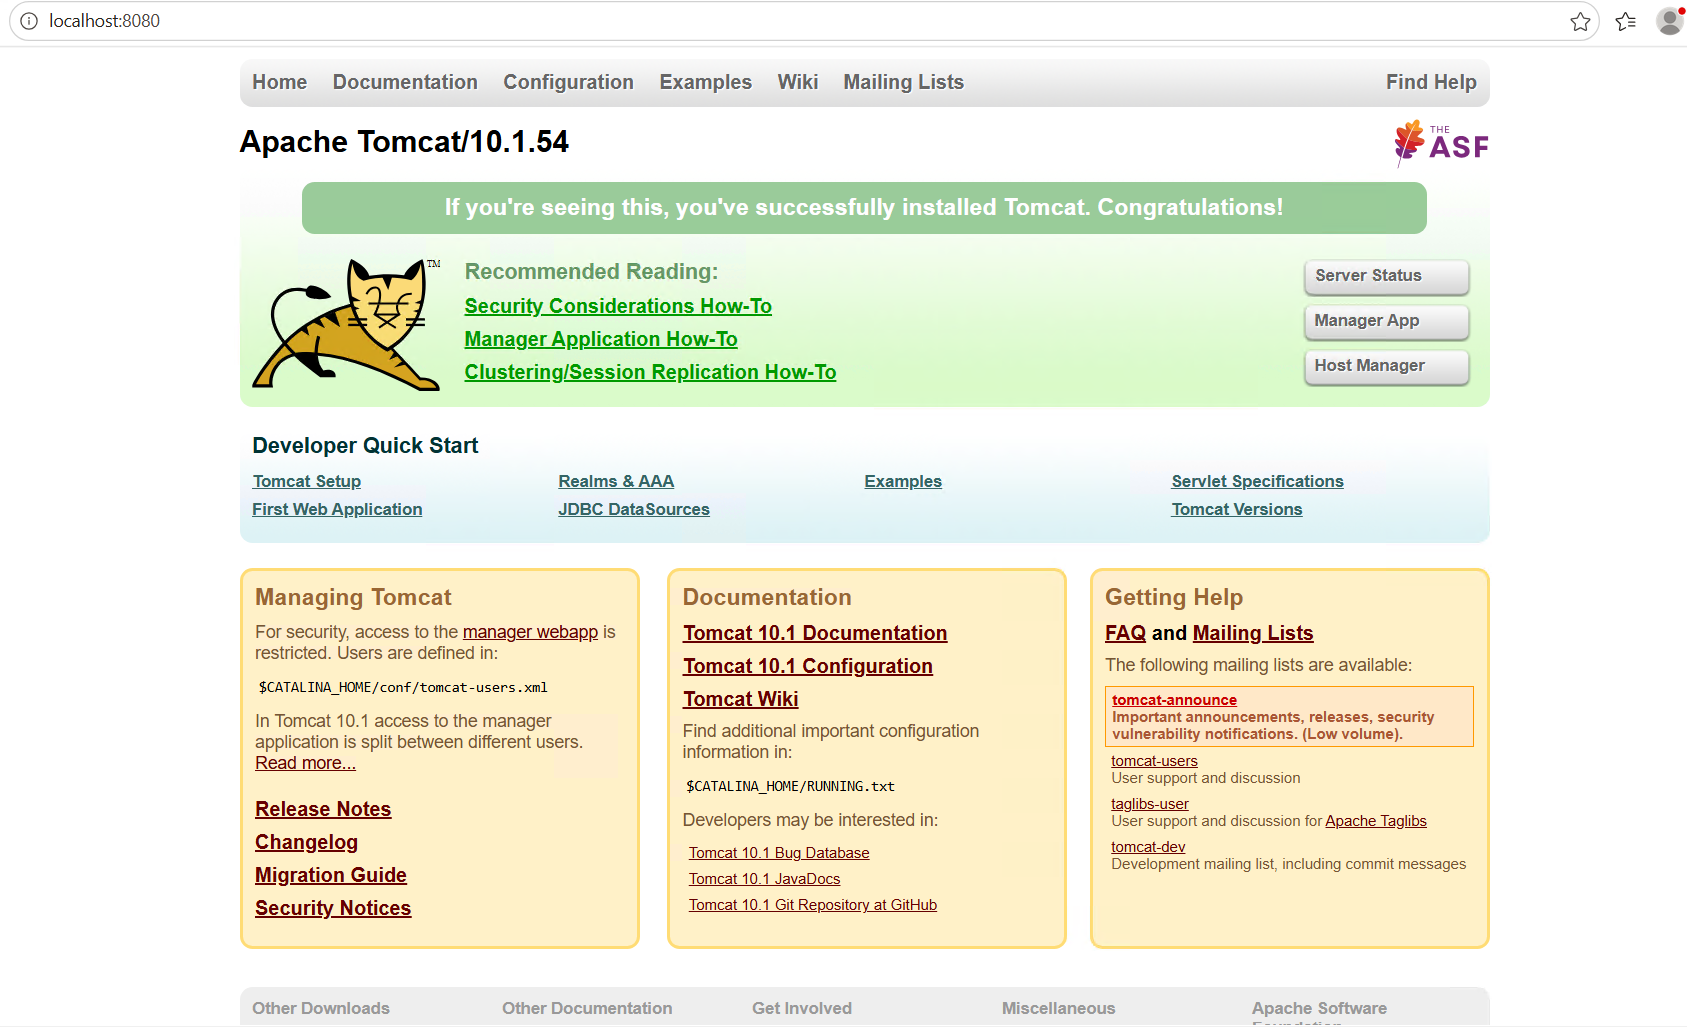 localhost:8080
Home Documentation Configuration Examples Wiki Mailing Lists Find Help
Apache Tomcat/10.1.54
THE
ASF
If you're seeing this, you've successfully installed Tomcat. Congratulations!
TM
Recommended Reading:
Security Considerations How-To
Manager Application How-To
Clustering/Session Replication How-To
Server Status
Manager App
Host Manager
Developer Quick Start
Tomcat Setup
First Web Application
Realms & AAA
JDBC DataSources
Examples
Servlet Specifications
Tomcat Versions
Managing Tomcat
For security, access to the manager webapp is
restricted. Users are defined in:
$CATALINA_HOME/conf/tomcat-users.xml
In Tomcat 10.1 access to the manager
application is split between different users.
Read more...
Release Notes
Changelog
Migration Guide
Security Notices
Documentation
Tomcat 10.1 Documentation
Tomcat 10.1 Configuration
Tomcat Wiki
Find additional important configuration
information in:
$CATALINA_HOME/RUNNING.txt
Developers may be interested in:
Tomcat 10.1 Bug Database
Tomcat 10.1 JavaDocs
Tomcat 10.1 Git Repository at GitHub
Getting Help
FAQ and Mailing Lists
The following mailing lists are available:
tomcat-announce
Important announcements, releases, security
vulnerability notifications. (Low volume).
tomcat-users
User support and discussion
taglibs-user
User support and discussion for Apache Taglibs
tomcat-dev
Development mailing list, including commit messages
Other Downloads
Other Documentation
Get Involved
Miscellaneous
Apache Software